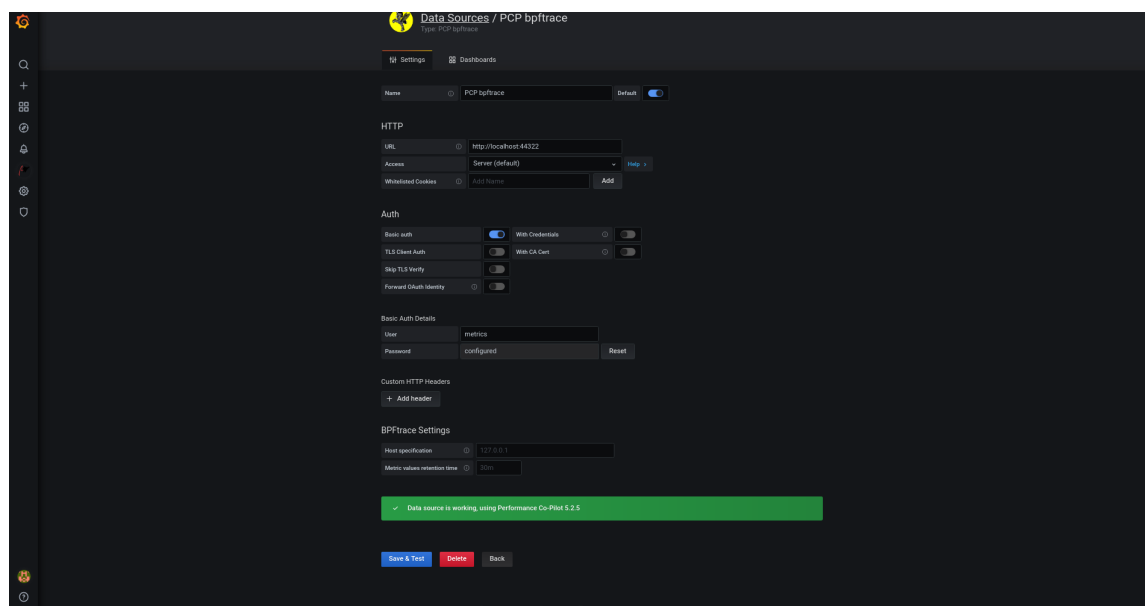 Data Sources / PCP bpftrace
Type: PCP bpftrace
Settings Dashboards
Name PCP bpftrace Default
HTTP
URL http://localhost:44322
Access Server (default) Help
Whitelisted Cookies Add Name Add
Auth
Basic auth With Credentials
TLS Client Auth With CA Cert
Skip TLS Verify
Forward OAuth Identity
Basic Auth Details
User metrics
Password configured Reset
Custom HTTP Headers
+ Add header
BPFtrace Settings
Host specification 127.0.0.1
Metric values retention time 30m
Data source is working, using Performance Co-Pilot 5.2.5
Save & Test Delete Back